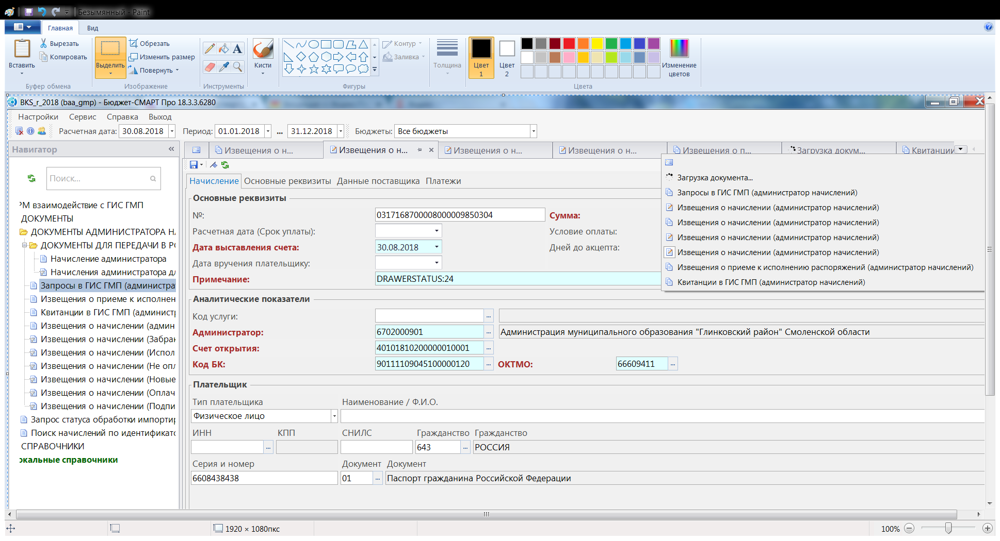 Безымянный - Paint
Главная Вид
Вставить
Вырезать
Копировать
Буфер обмена
Выделить
Обрезать
Изменить размер
Повернуть
Изображение
Инструменты
Кисти
Контур
Заливка
Фигуры
Толщина
Цвет 1
Цвет 2
Изменение цветов
Цвета
BKS_r_2018 (baa_gmp) - Бюджет-СМАРТ Про 18.3.3.6280
Настройки Сервис Справка Выход
Расчетная дата: 30.08.2018 Период: 01.01.2018 ... 31.12.2018 Бюджеты: Все бюджеты
Навигатор «
Извещения о н... Извещения о н... Извещения о н... Извещения о н... Извещения о п... Загрузка докум... Квитанции
Поиск...
РМ взаимодействие с ГИС ГМП
ДОКУМЕНТЫ
ДОКУМЕНТЫ АДМИНИСТРАТОРА НА
ДОКУМЕНТЫ ДЛЯ ПЕРЕДАЧИ В РО
Начисление администратора
Начисления администратора дл
Запросы в ГИС ГМП (администрат
Извещения о приеме к исполнен
Квитанции в ГИС ГМП (администр
Извещения о начислении (админ
Извещения о начислении (Забрак
Извещения о начислении (Испол
Извещения о начислении (Не опл
Извещения о начислении (Новые
Извещения о начислении (Оплач
Извещения о начислении (Подпи
Запрос статуса обработки импортир
Поиск начислений по идентификато
СПРАВОЧНИКИ
окальные справочники
Начисление Основные реквизиты Данные поставщика Платежи
Основные реквизиты
№: 0317168700008000009850304 Сумма:
Расчетная дата (Срок уплаты): Условие оплаты:
Дата выставления счета: 30.08.2018 Дней до акцепта:
Дата вручения плательщику:
Примечание: DRAWERSTATUS:24
Загрузка документа...
Запросы в ГИС ГМП (администратор начислений)
Извещения о начислении (администратор начислений)
Извещения о начислении (администратор начислений)
Извещения о начислении (администратор начислений)
Извещения о начислении (администратор начислений)
Извещения о приеме к исполнению распоряжений (администратор начислений)
Квитанции в ГИС ГМП (администратор начислений)
Аналитические показатели
Код услуги:
Администратор: 6702000901 ... Администрация муниципального образования "Глинковский район" Смоленской области
Счет открытия: 40101810200000010001 ...
Код БК: 90111109045100000120 ... ОКТМО: 66609411 ...
Плательщик
Тип плательщика Наименование / Ф.И.О.
Физическое лицо
ИНН КПП СНИЛС Гражданство Гражданство
643 ... РОССИЯ
Серия и номер Документ Документ
6608438438 01 ... Паспорт гражданина Российской Федерации
1920 × 1080пкс 100%